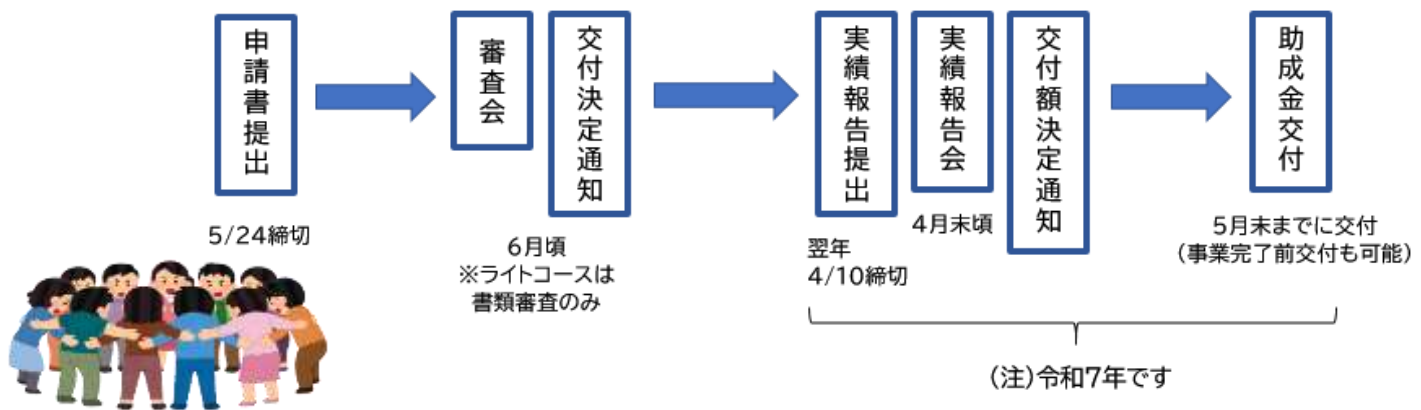 申請書提出
5/24締切
審査会
交付決定通知
6月頃
※ライトコースは
書類審査のみ
実績報告提出
翌年
4/10締切
実績報告会
4月末頃
交付額決定通知
助成金交付
5月末までに交付
(事業完了前交付も可能)
(注)令和7年です